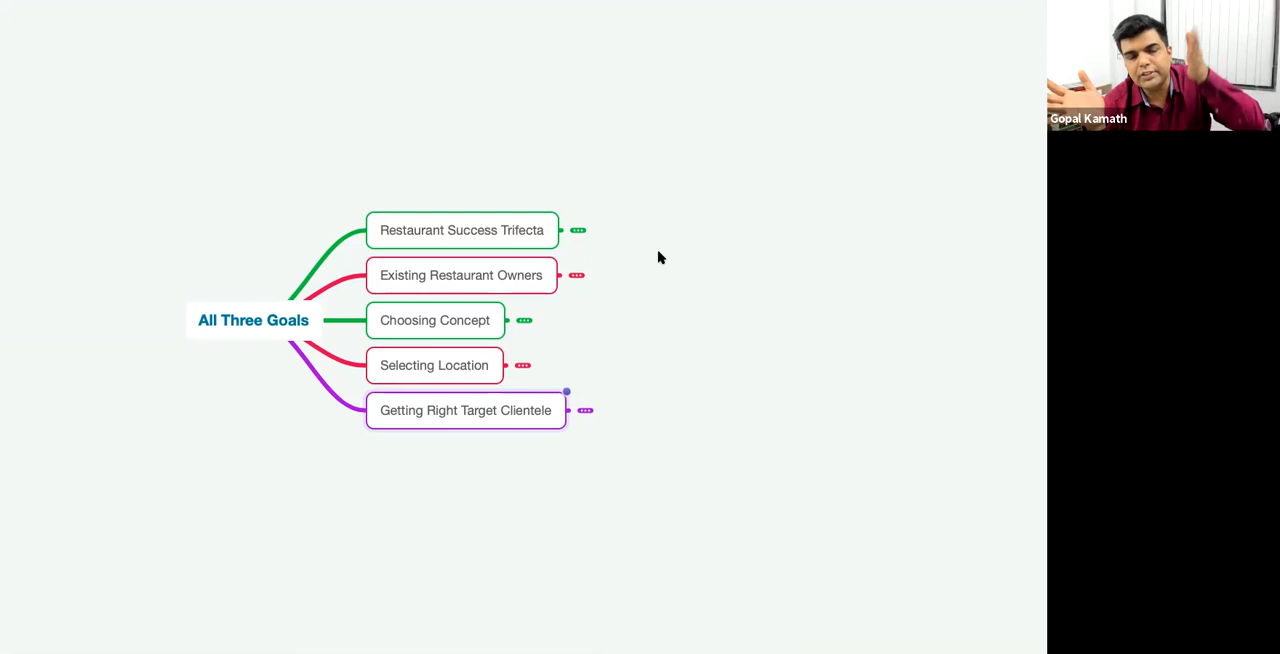 Gopal Kamath
Restaurant Success Trifecta
Existing Restaurant Owners
All Three Goals
Choosing Concept
Selecting Location
Getting Right Target Clientele